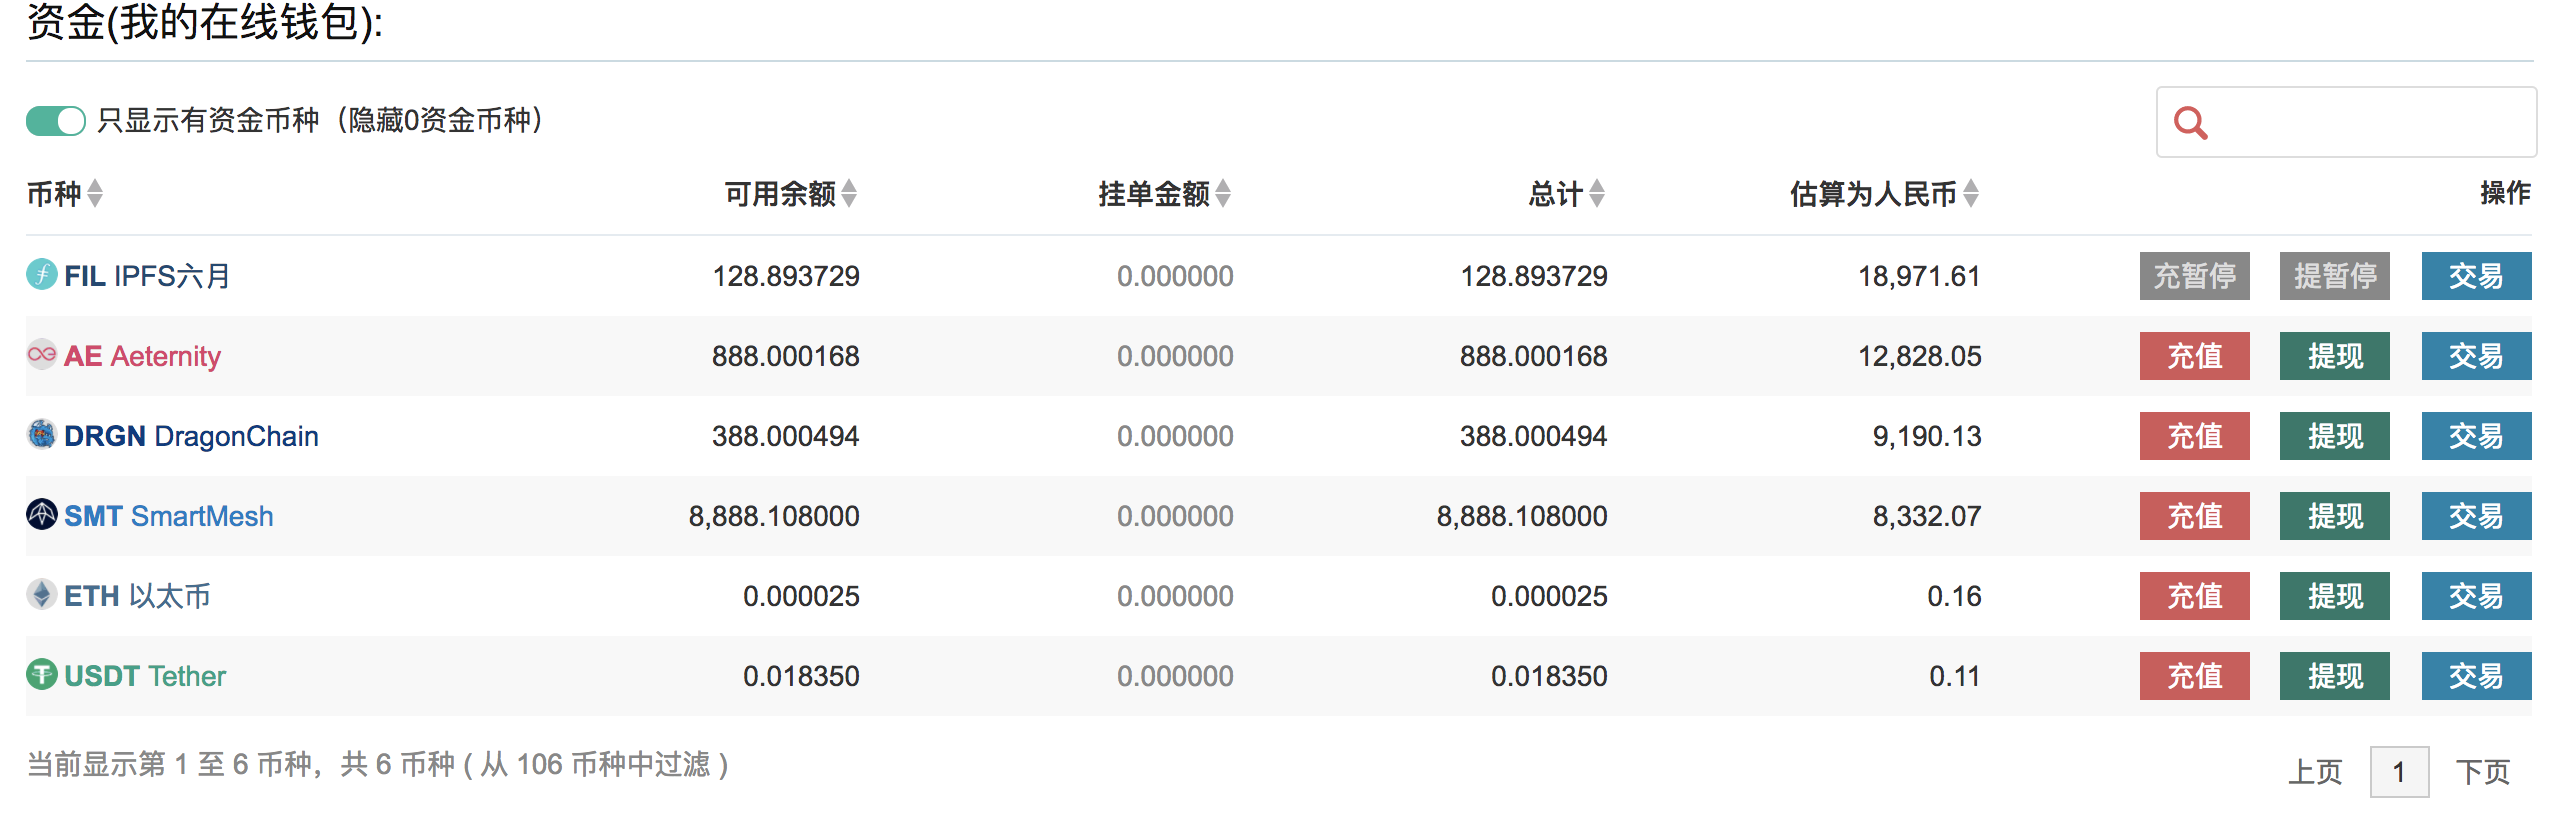 资金(我的在线钱包):
只显示有资金币种（隐藏0资金币种）
币种 可用余额 挂单金额 总计 估算为人民币 操作
FIL IPFS六月 128.893729 0.000000 128.893729 18,971.61 充暂停 提暂停 交易
AE Aeternity 888.000168 0.000000 888.000168 12,828.05 充值 提现 交易
DRGN DragonChain 388.000494 0.000000 388.000494 9,190.13 充值 提现 交易
SMT SmartMesh 8,888.108000 0.000000 8,888.108000 8,332.07 充值 提现 交易
ETH 以太币 0.000025 0.000000 0.000025 0.16 充值 提现 交易
USDT Tether 0.018350 0.000000 0.018350 0.11 充值 提现 交易
当前显示第 1 至 6 币种，共 6 币种 ( 从 106 币种中过滤 )
上页 1 下页